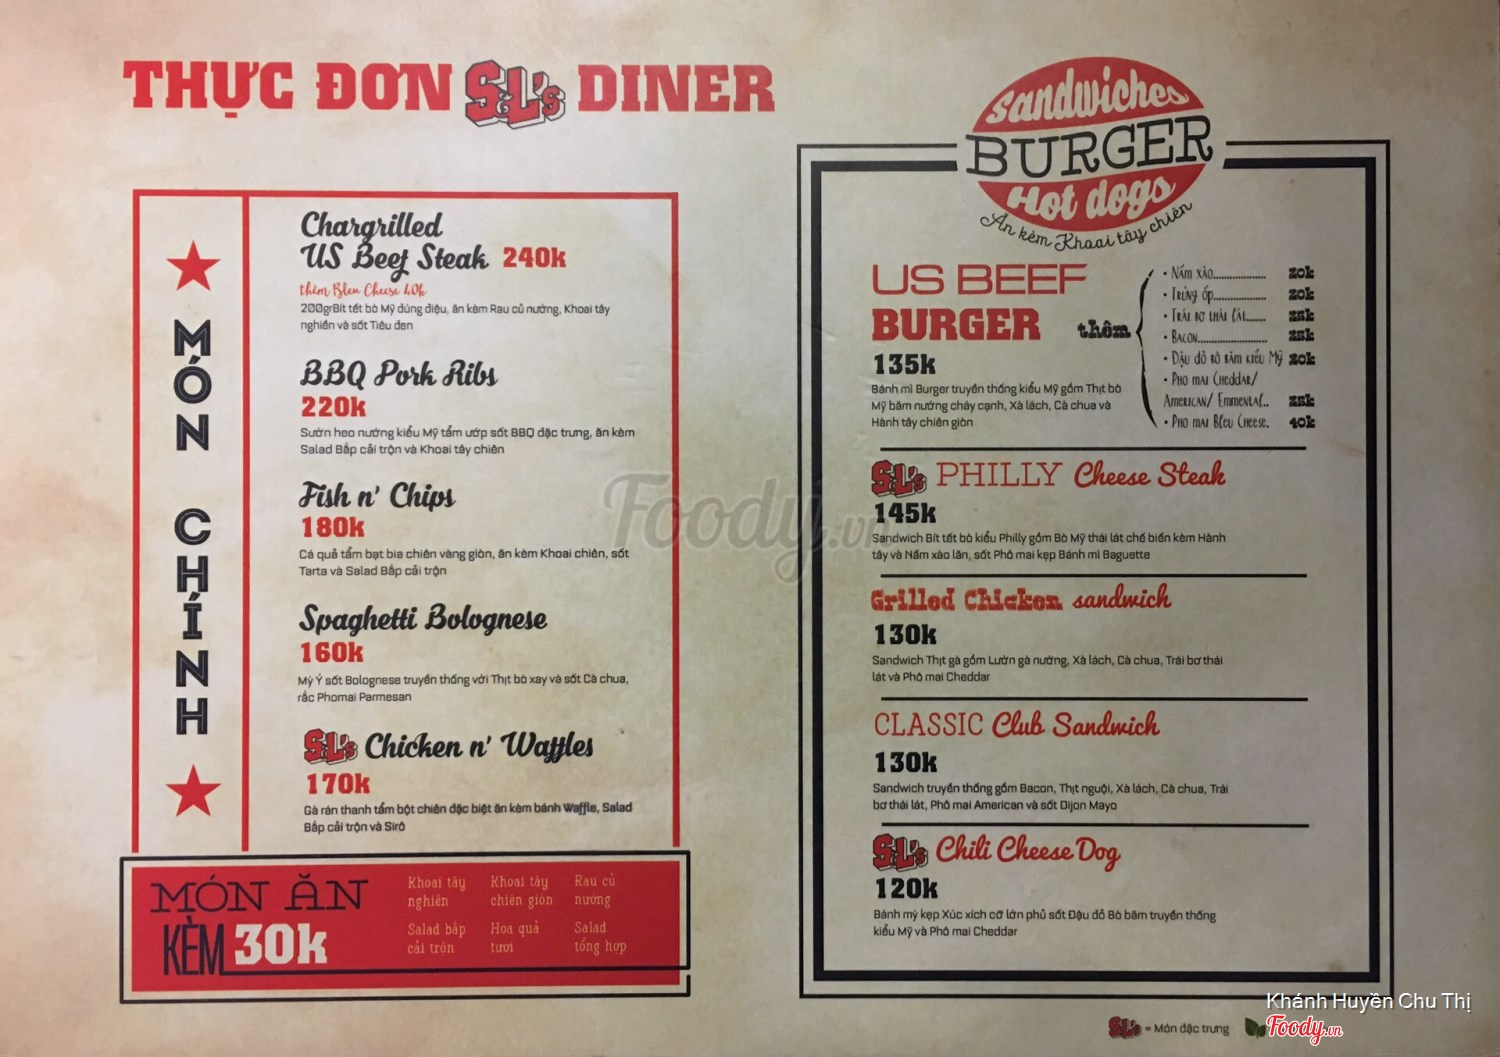 THỰC ĐƠN S&L's DINER
MÓN CHÍNH
Chargrilled
US Beef Steak 240k
thêm Bleu Cheese 40k
200grBít tết bò Mỹ đúng điệu, ăn kèm Rau củ nướng, Khoai tây
nghiền và sốt Tiêu đen
BBQ Pork Ribs
220k
Sườn heo nướng kiểu Mỹ tẩm ướp sốt BBQ đặc trưng, ăn kèm
Salad Bắp cải trộn và Khoai tây chiên
Fish n' Chips
180k
Cá quả tẩm bạt bia chiên vàng giòn, ăn kèm Khoai chiên, sốt
Tarta và Salad Bắp cải trộn
Spaghetti Bolognese
160k
Mỳ Ý sốt Bolognese truyền thống với Thịt bò xay và sốt Cà chua,
rắc Phomai Parmesan
S&L's Chicken n' Waffles
170k
Gà rán thanh tẩm bột chiên đặc biệt ăn kèm bánh Waffle, Salad
Bắp cải trộn và Sirô
MÓN ĂN
KÈM 30k
Khoai tây
nghiền
Khoai tây
chiên giòn
Rau củ
nướng
Salad bắp
cải trộn
Hoa quả
tươi
Salad
tổng hợp
Sandwiches
BURGER
Hot dogs
Ăn kèm Khoai tây chiên
US BEEF
BURGER
135k
Bánh mì Burger truyền thống kiểu Mỹ gồm Thịt bò
Mỹ băm nướng cháy cạnh, Xà lách, Cà chua và
Hành tây chiên giòn
thêm
• Nấm xào.................... 20k
• Trứng ốp.................... 20k
• Trái bơ thái lát....... 25k
• Bacon.......................... 25k
• Đậu đỏ bò băm kiểu Mỹ 20k
• Pho mai Cheddar/
American/ Emmental.. 25k
• Pho mai Bleu Cheese. 40k
S&L's PHILLY Cheese Steak
145k
Sandwich Bít tết bò kiểu Philly gồm Bò Mỹ thái lát chế biến kèm Hành
tây và Nấm xào lăn, sốt Phô mai kẹp Bánh mì Baguette
Grilled Chicken sandwich
130k
Sandwich Thịt gà gồm Lườn gà nướng, Xà lách, Cà chua, Trái bơ thái
lát và Phô mai Cheddar
CLASSIC Club Sandwich
130k
Sandwich truyền thống gồm Bacon, Thịt nguội, Xà lách, Cà chua, Trái
bơ thái lát, Phô mai American và sốt Dijon Mayo
S&L's Chili Cheese Dog
120k
Bánh mỳ kẹp Xúc xích cỡ lớn phủ sốt Đậu đỏ Bò băm truyền thống
kiểu Mỹ và Phô mai Cheddar
S&L's = Món đặc trưng
Foody.vn
Khánh Huyền Chu Thị
Foody.vn